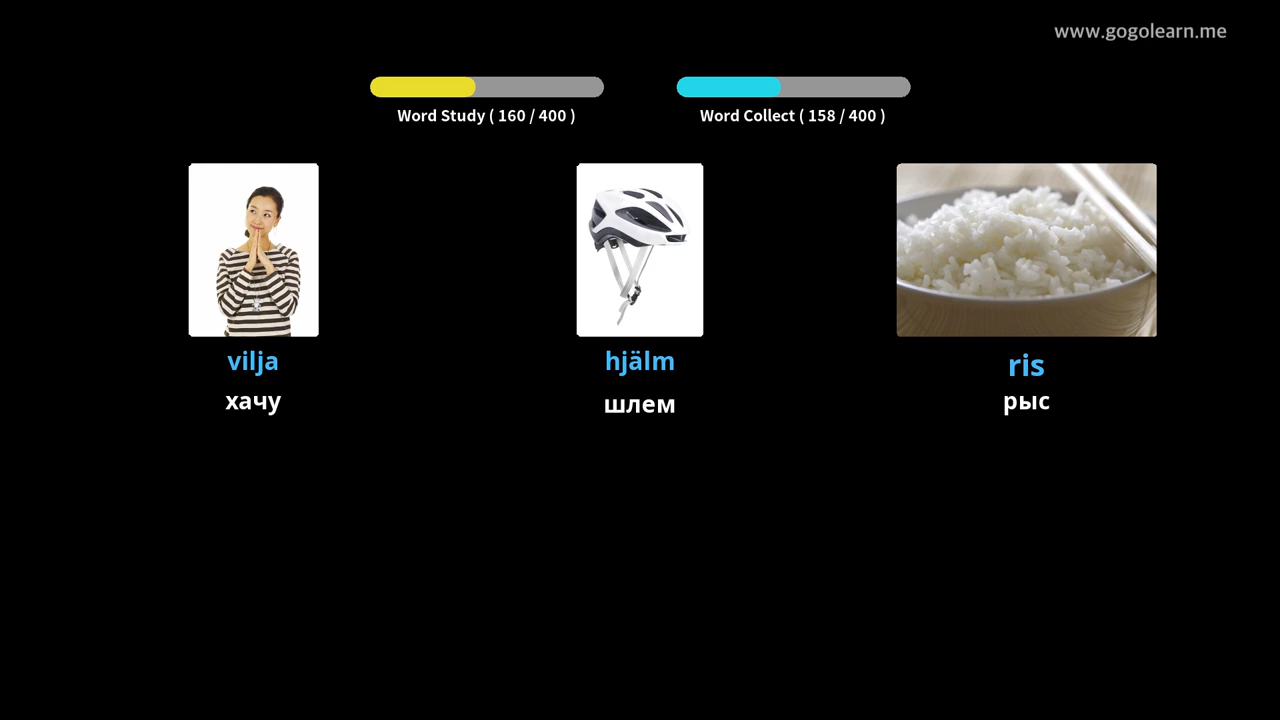 www.gogolearn.me
Word Study ( 160 / 400 )
Word Collect ( 158 / 400 )
vilja
hjälm
ris
хачу
шлем
рыс